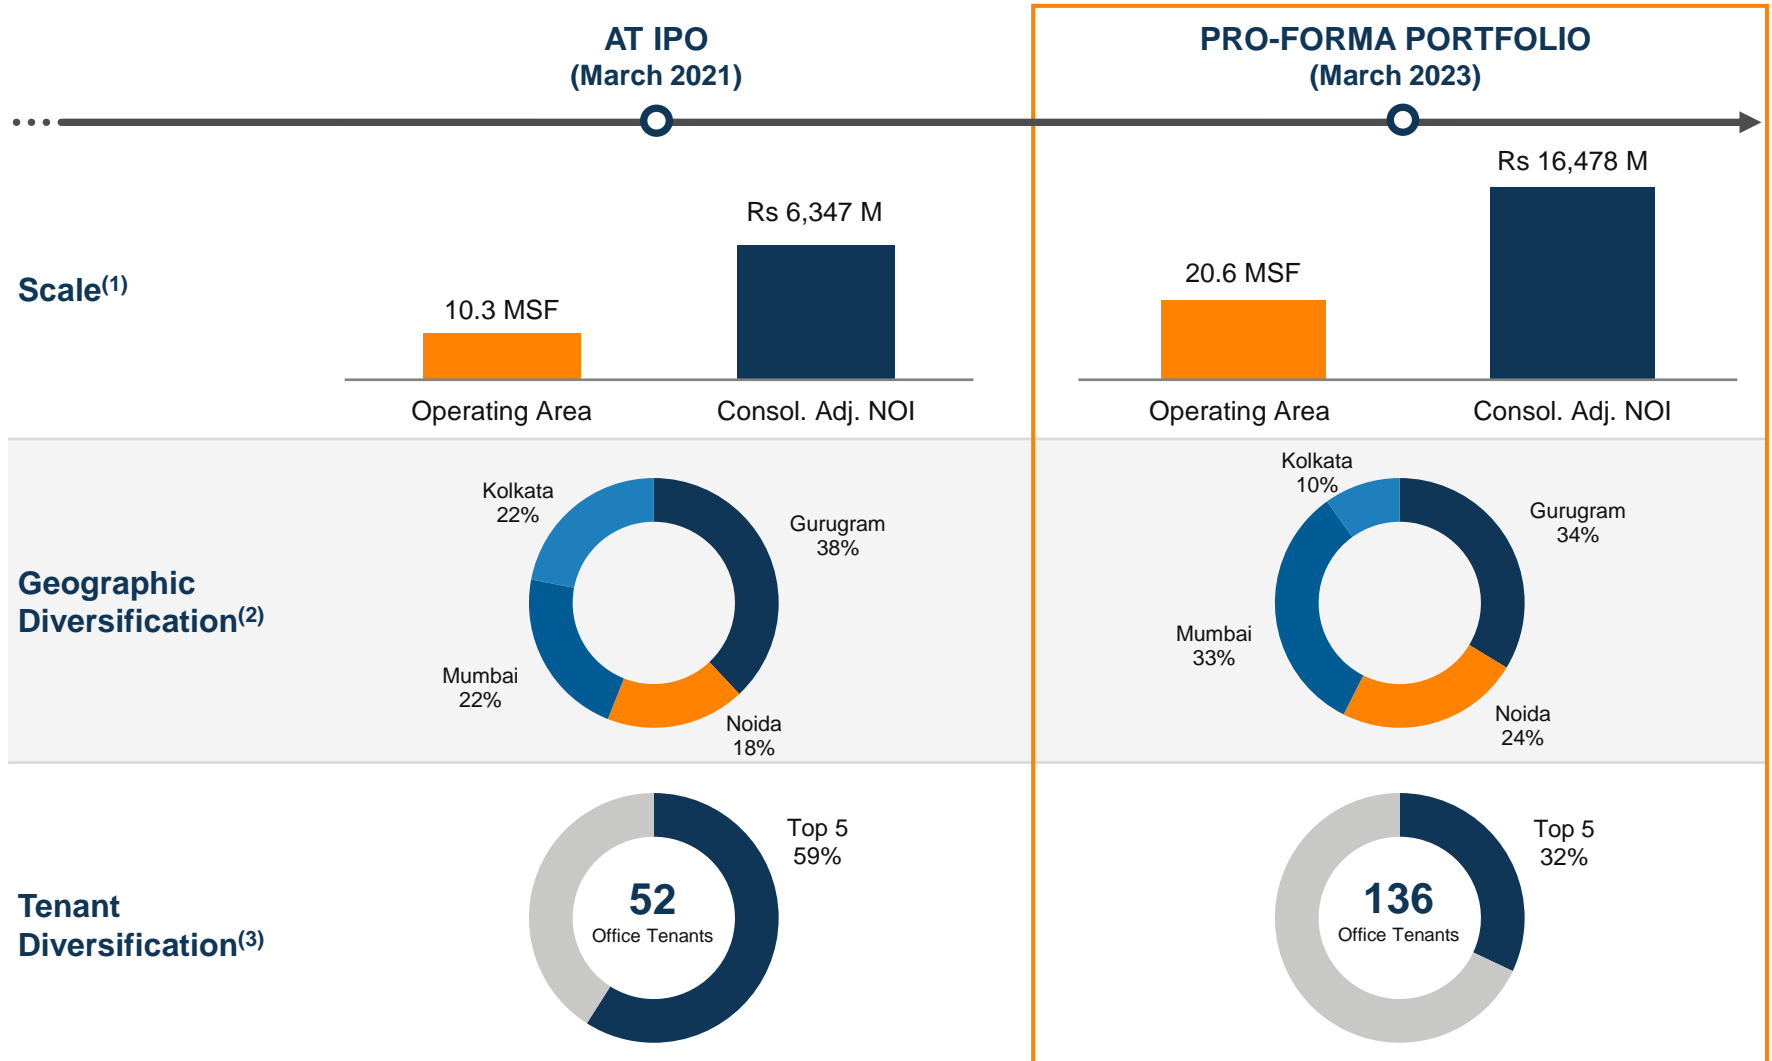 AT IPO
(March 2021)
PRO-FORMA PORTFOLIO
(March 2023)
Scale(1)
Rs 6,347 M
10.3 MSF
Operating Area
Consol. Adj. NOI
Rs 16,478 M
20.6 MSF
Operating Area
Consol. Adj. NOI
Geographic
Diversification(2)
Kolkata
22%
Gurugram
38%
Mumbai
22%
Noida
18%
Kolkata
10%
Gurugram
34%
Mumbai
33%
Noida
24%
Tenant
Diversification(3)
Top 5
59%
52
Office Tenants
Top 5
32%
136
Office Tenants